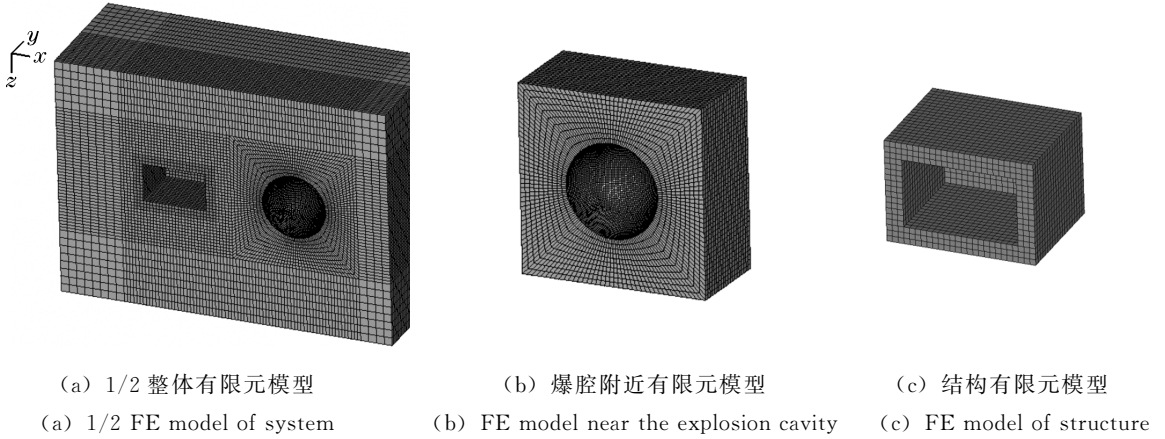 y
x
z
(a) 1/2 整体有限元模型
(b) 爆腔附近有限元模型
(c) 结构有限元模型
(a) 1/2 FE model of system
(b) FE model near the explosion cavity
(c) FE model of structure